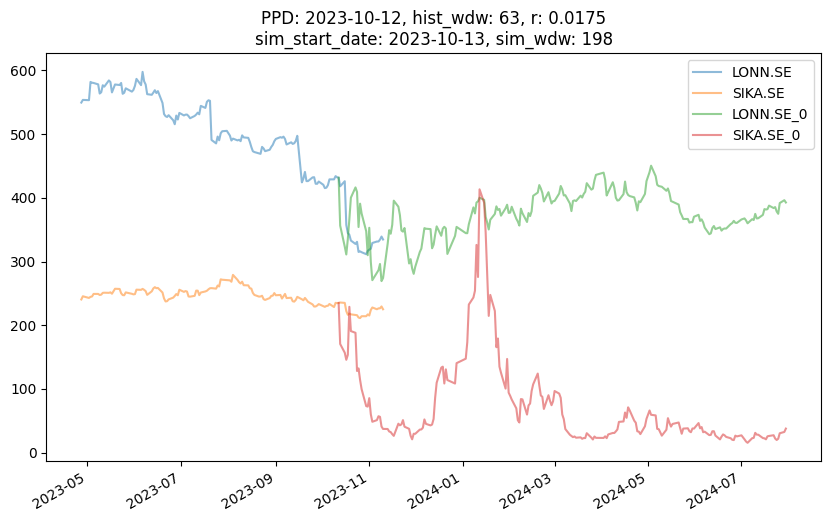 PPD: 2023-10-12, hist_wdw: 63, r: 0.0175
sim_start_date: 2023-10-13, sim_wdw: 198
LONN.SE
SIKA.SE
LONN.SE_0
SIKA.SE_0
600
500
400
300
200
100
0
2023-05
2023-07
2023-09
2023-11
2024-01
2024-03
2024-05
2024-07